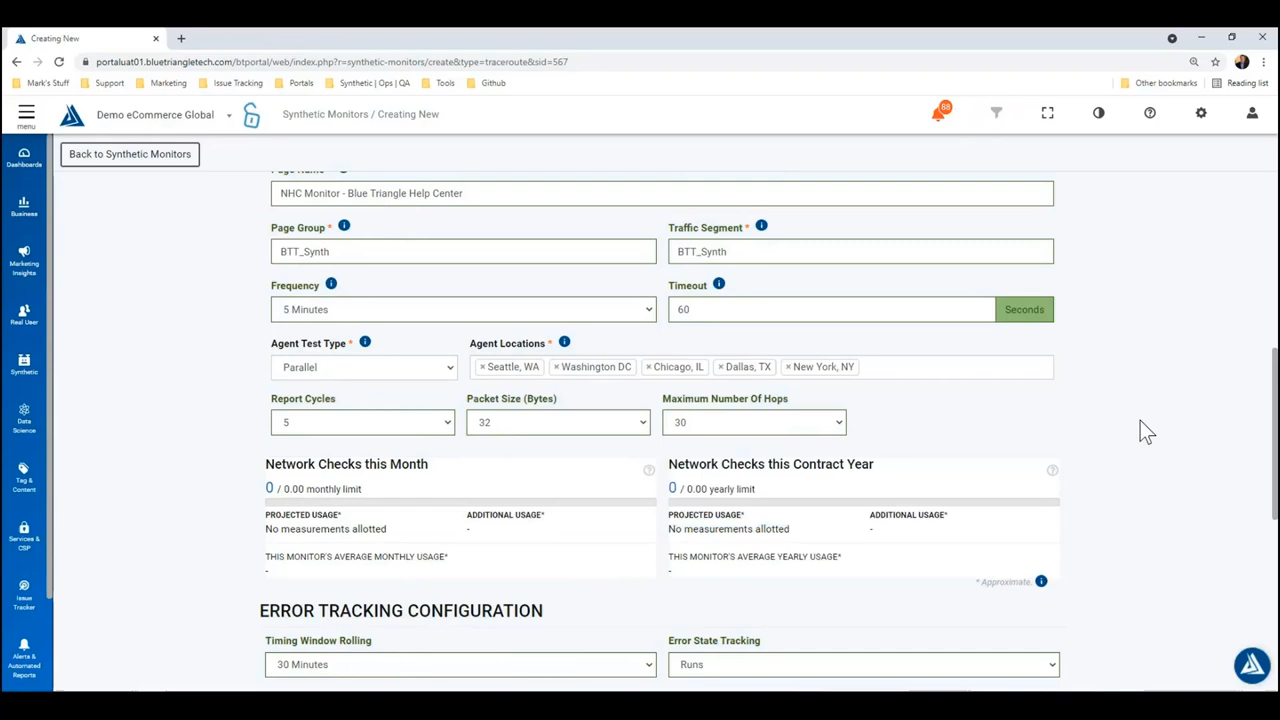 Creating New
portaluat01.bluetriangletech.com/btportal/web/index.php?r=synthetic-monitors/create&type=traceroute&sid=567
Mark's Stuff Support Marketing Issue Tracking Portals Synthetic | Ops | QA Tools Github Other bookmarks Reading list
menu Demo eCommerce Global Synthetic Monitors / Creating New 88
Dashboards
Business
Marketing
Insights
Real User
Synthetic
Data
Science
Tag &
Content
Services &
CSP
Issue
Tracker
Alerts &
Automated
Reports
Back to Synthetic Monitors
Page Name *
NHC Monitor - Blue Triangle Help Center
Page Group * Traffic Segment *
BTT_Synth BTT_Synth
Frequency Timeout
5 Minutes 60 Seconds
Agent Test Type * Agent Locations *
Parallel × Seattle, WA × Washington DC × Chicago, IL × Dallas, TX × New York, NY
Report Cycles Packet Size (Bytes) Maximum Number Of Hops
5 32 30
Network Checks this Month Network Checks this Contract Year
0 / 0.00 monthly limit 0 / 0.00 yearly limit
PROJECTED USAGE* ADDITIONAL USAGE* PROJECTED USAGE* ADDITIONAL USAGE*
No measurements allotted - No measurements allotted -
THIS MONITOR'S AVERAGE MONTHLY USAGE* THIS MONITOR'S AVERAGE YEARLY USAGE*
- -
* Approximate.
ERROR TRACKING CONFIGURATION
Timing Window Rolling Error State Tracking
30 Minutes Runs